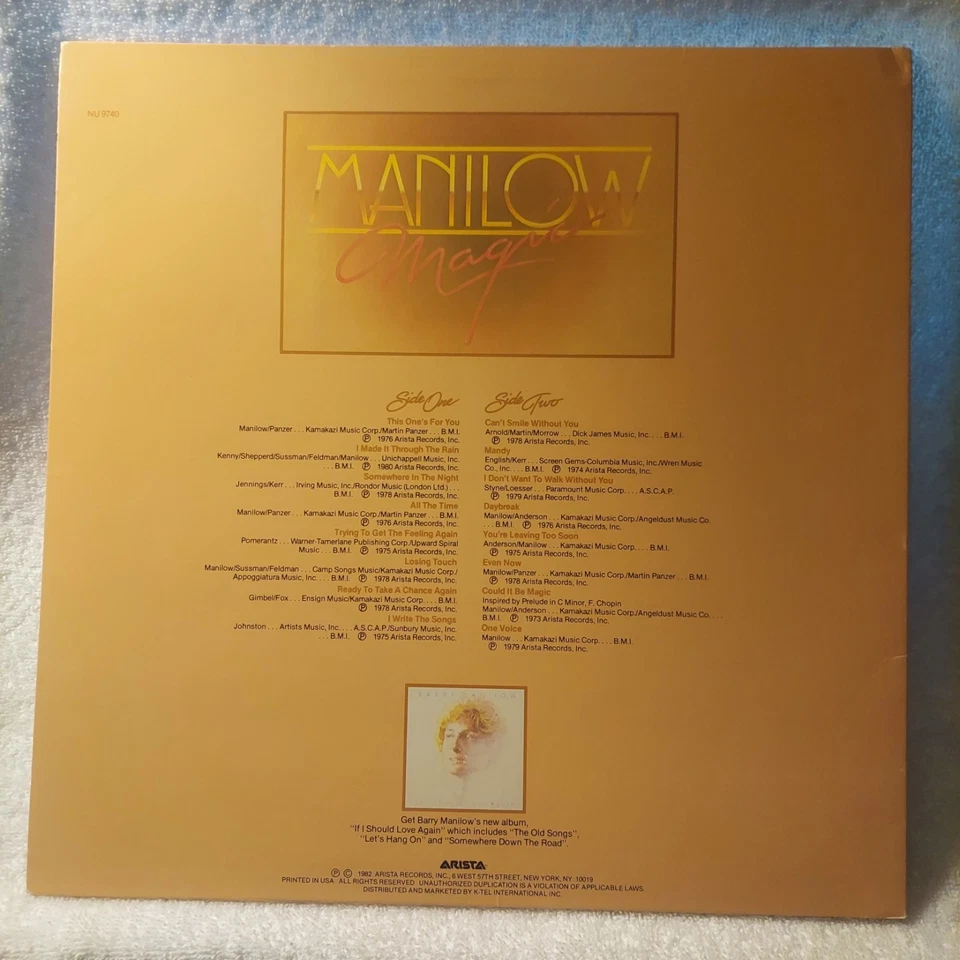 NU 9740
MANILOW
Magic
Side One
This One's For You
Manilow/Panzer . . . Kamakazi Music Corp./Martin Panzer . . . B.M.I.
Ⓟ 1976 Arista Records, Inc.
I Made It Through The Rain
Kenny/Shepperd/Sussman/Feldman/Manilow . . . Unichappell Music, Inc.
. . . B.M.I. Ⓟ 1980 Arista Records, Inc.
Somewhere In The Night
Jennings/Kerr . . . Irving Music, Inc./Rondor Music (London Ltd.) . . .
B.M.I. Ⓟ 1978 Arista Records, Inc.
All The Time
Manilow/Panzer . . . Kamakazi Music Corp./Martin Panzer . . . B.M.I.
Ⓟ 1976 Arista Records, Inc.
Trying To Get The Feeling Again
Pomerantz . . . Warner-Tamerlane Publishing Corp./Upward Spiral
Music . . . B.M.I. Ⓟ 1975 Arista Records, Inc.
Losing Touch
Manilow/Sussman/Feldman . . . Camp Songs Music/Kamakazi Music Corp./
Appoggiatura Music, Inc. . . . B.M.I. Ⓟ 1978 Arista Records, Inc.
Ready To Take A Chance Again
Gimbel/Fox . . . Ensign Music/Kamakazi Music Corp. . . . B.M.I.
Ⓟ 1978 Arista Records, Inc.
I Write The Songs
Johnston . . . Artists Music, Inc. . . . A.S.C.A.P./Sunbury Music, Inc.
. . . B.M.I. Ⓟ 1975 Arista Records, Inc.
Side Two
Can't Smile Without You
Arnold/Martin/Morrow . . . Dick James Music, Inc. . . . B.M.I.
Ⓟ 1978 Arista Records, Inc.
Mandy
English/Kerr . . . Screen Gems-Columbia Music, Inc./Wren Music
Co., Inc. . . . B.M.I. Ⓟ 1974 Arista Records, Inc.
I Don't Want To Walk Without You
Styne/Loesser . . . Paramount Music Corp. . . . A.S.C.A.P.
Ⓟ 1979 Arista Records, Inc.
Daybreak
Manilow/Anderson . . . Kamakazi Music Corp./Angeldust Music Co.
. . . B.M.I. Ⓟ 1976 Arista Records, Inc.
You're Leaving Too Soon
Anderson/Manilow . . . Kamakazi Music Corp. . . . B.M.I.
Ⓟ 1975 Arista Records, Inc.
Even Now
Manilow/Panzer . . . Kamakazi Music Corp./Martin Panzer . . . B.M.I.
Ⓟ 1978 Arista Records, Inc.
Could It Be Magic
Inspired by Prelude in C Minor, F. Chopin
Manilow/Anderson . . . Kamakazi Music Corp./Angeldust Music Co. . . .
B.M.I. Ⓟ 1973 Arista Records, Inc.
One Voice
Manilow . . . Kamakazi Music Corp. . . . B.M.I.
Ⓟ 1979 Arista Records, Inc.
BARRY MANILOW
Get Barry Manilow's new album,
"If I Should Love Again" which includes "The Old Songs",
"Let's Hang On" and "Somewhere Down The Road".
ARISTA
Ⓟ © 1982 ARISTA RECORDS, INC., 6 WEST 57TH STREET, NEW YORK, NY 10019
PRINTED IN USA. ALL RIGHTS RESERVED. UNAUTHORIZED DUPLICATION IS A VIOLATION OF APPLICABLE LAWS.
DISTRIBUTED AND MARKETED BY K-TEL INTERNATIONAL INC.